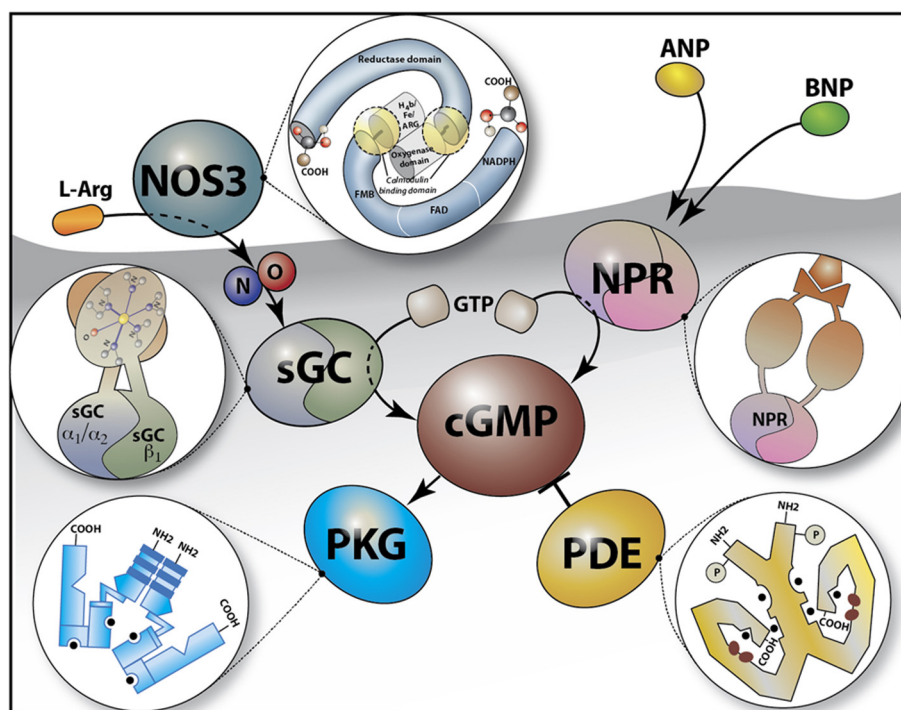 ANP
BNP
Reductase domain
COOH
H4b/
Fe/
ARG
COOH
Oxygenase
domain
NADPH
Calmodulin
binding domain
FMB
FAD
NOS3
L-Arg
N O
NPR
GTP
sGC
cGMP
N
N
N
N
N
O
sGC
α1/α2
sGC
β1
NPR
PKG
PDE
COOH
NH2
NH2
COOH
NH2
NH2
P
P
COOH
COOH